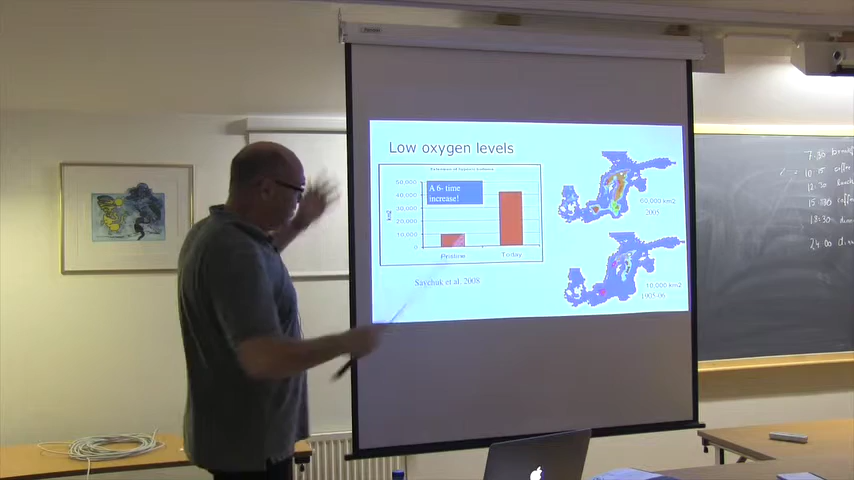 Low oxygen levels
50,000
40,000
30,000
20,000
10,000
0
km2
A 6- time
increase!
Pristine
Today
Savchuk et al. 2008
60,000 km2
2005
10,000 km2
1905-06
7:30
12:30
18:30
24:00